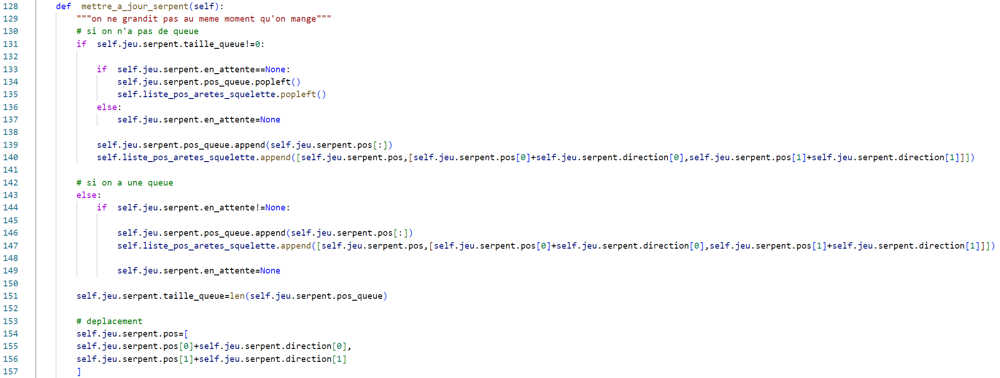 128 def  mettre_a_jour_serpent(self):
129 """on ne grandit pas au meme moment qu'on mange"""
130 # si on n'a pas de queue
131 if  self.jeu.serpent.taille_queue!=0:
132
133 if  self.jeu.serpent.en_attente==None:
134 self.jeu.serpent.pos_queue.popleft()
135 self.liste_pos_aretes_squelette.popleft()
136 else:
137 self.jeu.serpent.en_attente=None
138
139 self.jeu.serpent.pos_queue.append(self.jeu.serpent.pos[:])
140 self.liste_pos_aretes_squelette.append([self.jeu.serpent.pos,[self.jeu.serpent.pos[0]+self.jeu.serpent.direction[0],self.jeu.serpent.pos[1]+self.jeu.serpent.direction[1]]])
141
142 # si on a une queue
143 else:
144 if  self.jeu.serpent.en_attente!=None:
145
146 self.jeu.serpent.pos_queue.append(self.jeu.serpent.pos[:])
147 self.liste_pos_aretes_squelette.append([self.jeu.serpent.pos,[self.jeu.serpent.pos[0]+self.jeu.serpent.direction[0],self.jeu.serpent.pos[1]+self.jeu.serpent.direction[1]]])
148
149 self.jeu.serpent.en_attente=None
150
151 self.jeu.serpent.taille_queue=len(self.jeu.serpent.pos_queue)
152
153 # deplacement
154 self.jeu.serpent.pos=[
155 self.jeu.serpent.pos[0]+self.jeu.serpent.direction[0],
156 self.jeu.serpent.pos[1]+self.jeu.serpent.direction[1]
157 ]